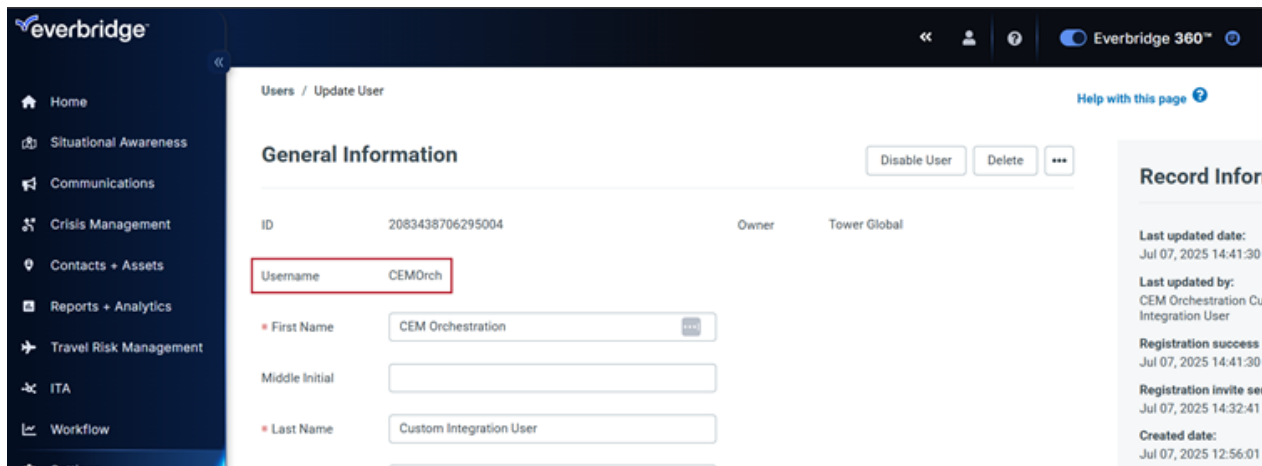 everbridge
Everbridge 360™
Home
Situational Awareness
Communications
Crisis Management
Contacts + Assets
Reports + Analytics
Travel Risk Management
ITA
Workflow
Users / Update User
Help with this page
General Information
Disable User
Delete
ID 2083438706295004 Owner Tower Global
Username CEMOrch
* First Name CEM Orchestration
Middle Initial
* Last Name Custom Integration User
Record Infor
Last updated date:
Jul 07, 2025 14:41:30
Last updated by:
CEM Orchestration Cu
Integration User
Registration success
Jul 07, 2025 14:41:30
Registration invite se
Jul 07, 2025 14:32:41
Created date:
Jul 07, 2025 12:56:01